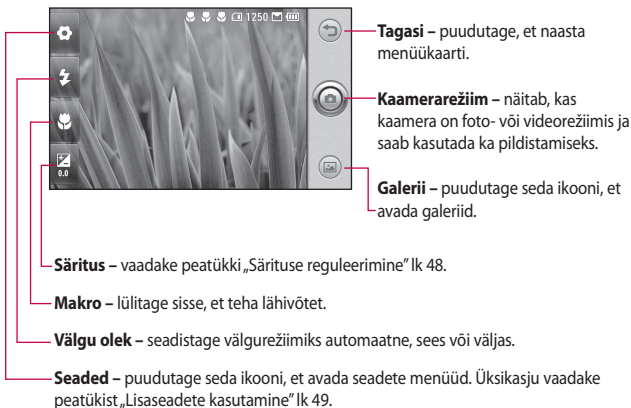 1250
0.0
Tagasi – puudutage, et naasta
menüükaarti.
Kaamerarežiim – näitab, kas
kaamera on foto- või videorežiimis ja
saab kasutada ka pildistamiseks.
Galerii – puudutage seda ikooni, et
avada galeriid.
Säritus – vaadake peatükki „Särituse reguleerimine” lk 48.
Makro – lülitage sisse, et teha lähivõtet.
Välgu olek – seadistage välgurežiimiks automaatne, sees või väljas.
Seaded – puudutage seda ikooni, et avada seadete menüüd. Üksikasju vaadake
peatükist „Lisaseadete kasutamine” lk 49.